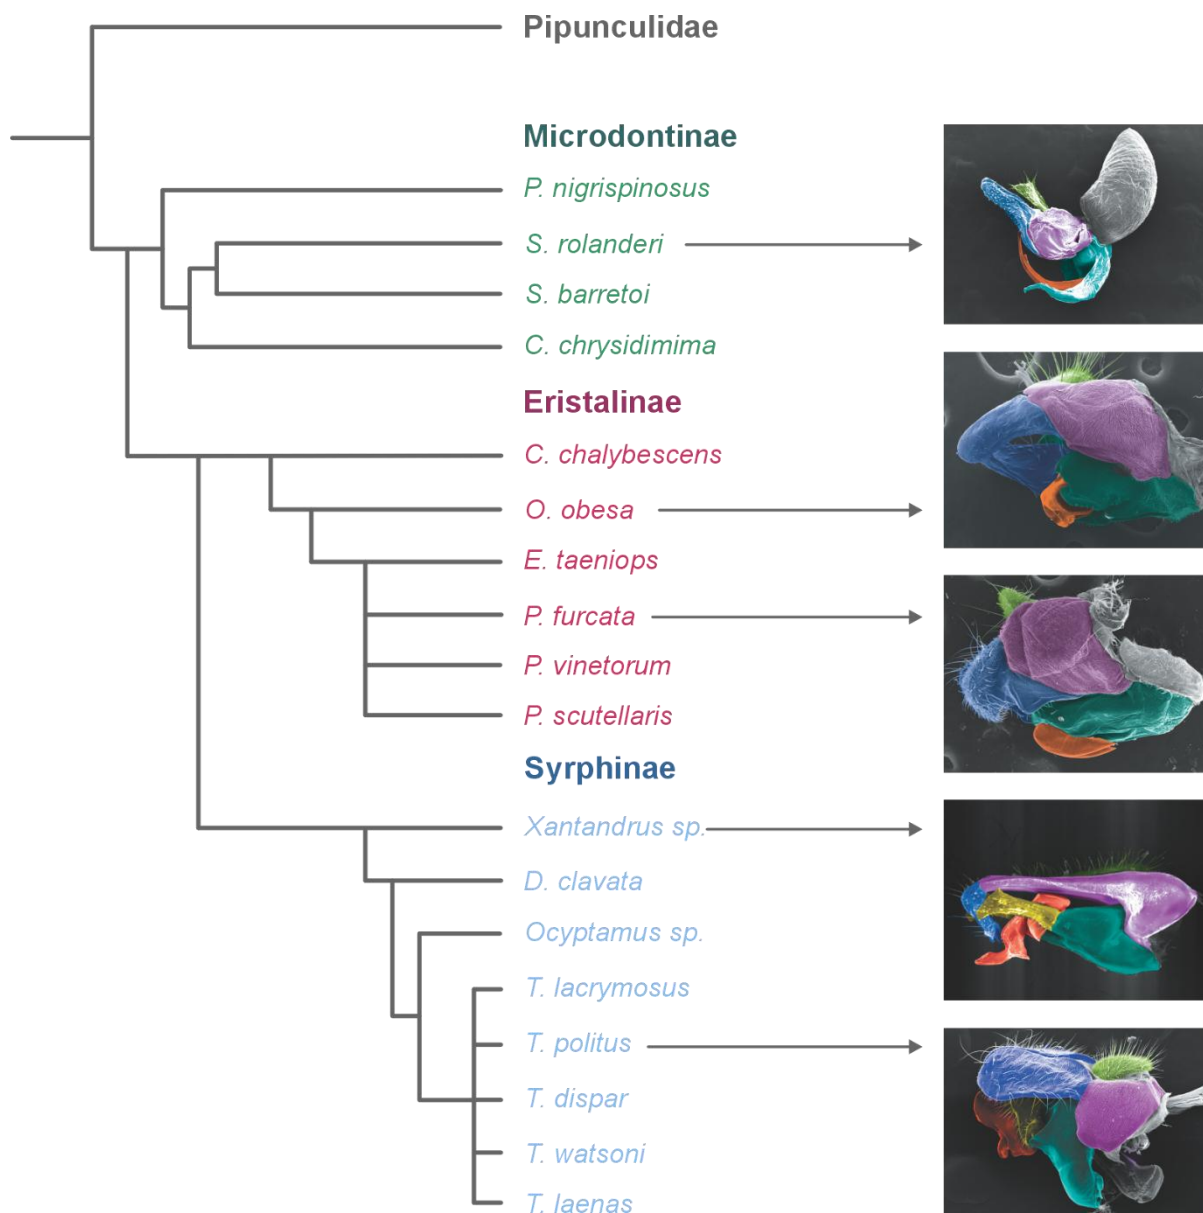 Pipunculidae
Microdontinae
P. nigrispinosus
S. rolanderi
S. barretoi
C. chrysidimima
Eristalinae
C. chalybescens
O. obesa
E. taeniops
P. furcata
P. vinetorum
P. scutellaris
Syrphinae
Xantandrus sp.
D. clavata
Ocyptamus sp.
T. lacrymosus
T. politus
T. dispar
T. watsoni
T. laenas